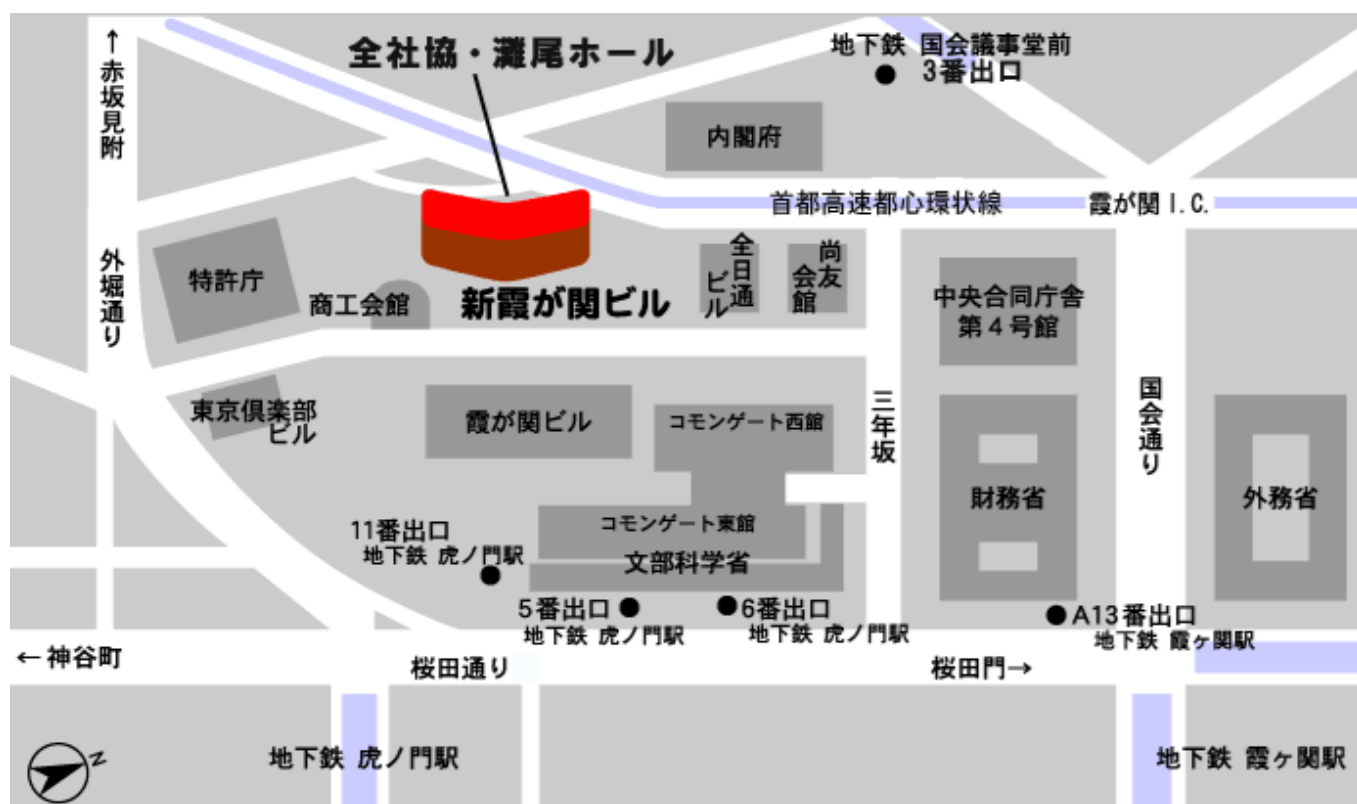 ↑赤坂見附
全社協・灘尾ホール
地下鉄 国会議事堂前
3番出口
内閣府
首都高速都心環状線
霞が関 I.C.
外堀通り
特許庁
商工会館
新霞が関ビル
全日通
ビル
尚友
会館
中央合同庁舎
第4号館
東京倶楽部
ビル
霞が関ビル
コモンゲート西館
三年坂
国会通り
財務省
外務省
コモンゲート東館
文部科学省
11番出口
地下鉄 虎ノ門駅
5番出口
地下鉄 虎ノ門駅
6番出口
地下鉄 虎ノ門駅
A13番出口
地下鉄 霞ヶ関駅
←神谷町
桜田通り
桜田門→
地下鉄 虎ノ門駅
地下鉄 霞ヶ関駅
N